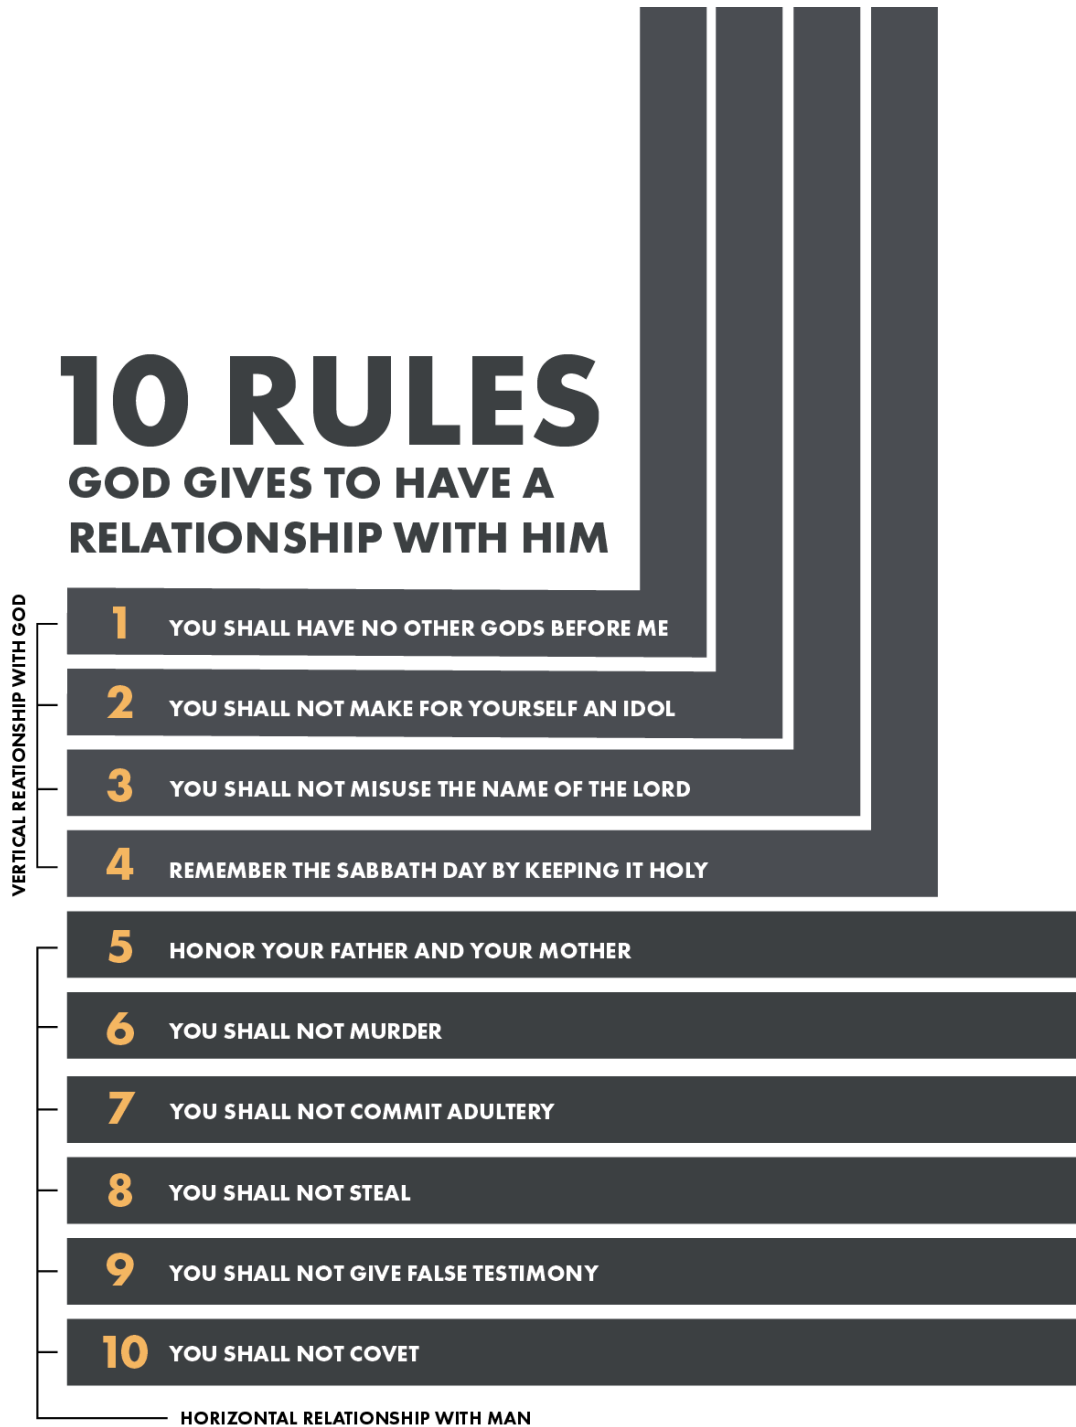 10 RULES
GOD GIVES TO HAVE A
RELATIONSHIP WITH HIM
VERTICAL REATIONSHIP WITH GOD
1 YOU SHALL HAVE NO OTHER GODS BEFORE ME
2 YOU SHALL NOT MAKE FOR YOURSELF AN IDOL
3 YOU SHALL NOT MISUSE THE NAME OF THE LORD
4 REMEMBER THE SABBATH DAY BY KEEPING IT HOLY
5 HONOR YOUR FATHER AND YOUR MOTHER
6 YOU SHALL NOT MURDER
7 YOU SHALL NOT COMMIT ADULTERY
8 YOU SHALL NOT STEAL
9 YOU SHALL NOT GIVE FALSE TESTIMONY
10 YOU SHALL NOT COVET
HORIZONTAL RELATIONSHIP WITH MAN